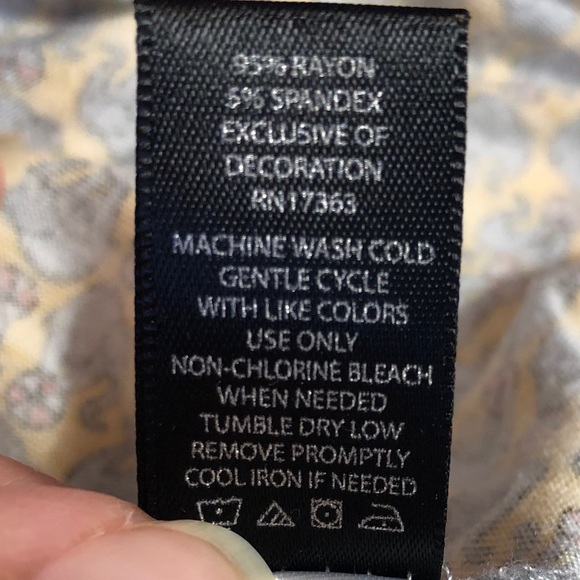 95% RAYON
5% SPANDEX
EXCLUSIVE OF
DECORATION
RN17363
MACHINE WASH COLD
GENTLE CYCLE
WITH LIKE COLORS
USE ONLY
NON-CHLORINE BLEACH
WHEN NEEDED
TUMBLE DRY LOW
REMOVE PROMPTLY
COOL IRON IF NEEDED